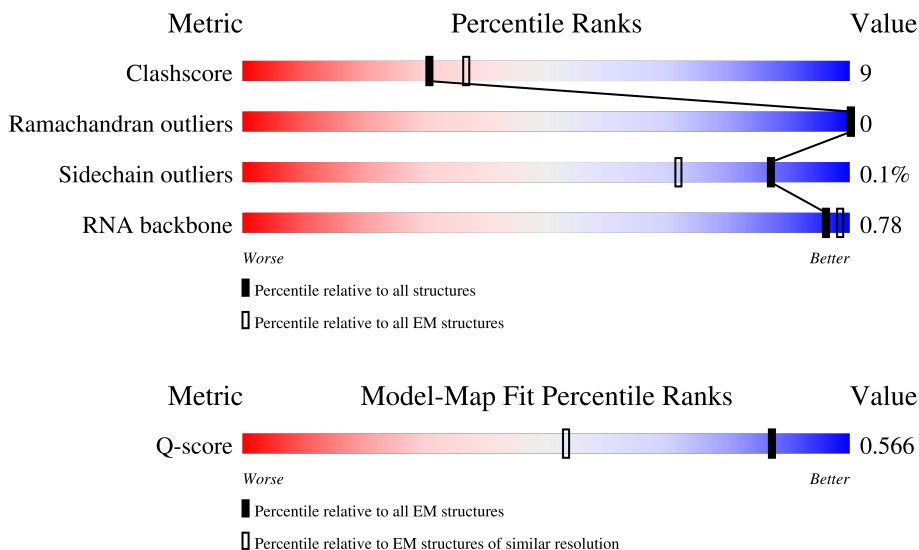 Metric Percentile Ranks Value
Clashscore 9
Ramachandran outliers 0
Sidechain outliers 0.1%
RNA backbone 0.78
Worse Better
Percentile relative to all structures
Percentile relative to all EM structures
Metric Model-Map Fit Percentile Ranks Value
Q-score 0.566
Worse Better
Percentile relative to all EM structures
Percentile relative to EM structures of similar resolution